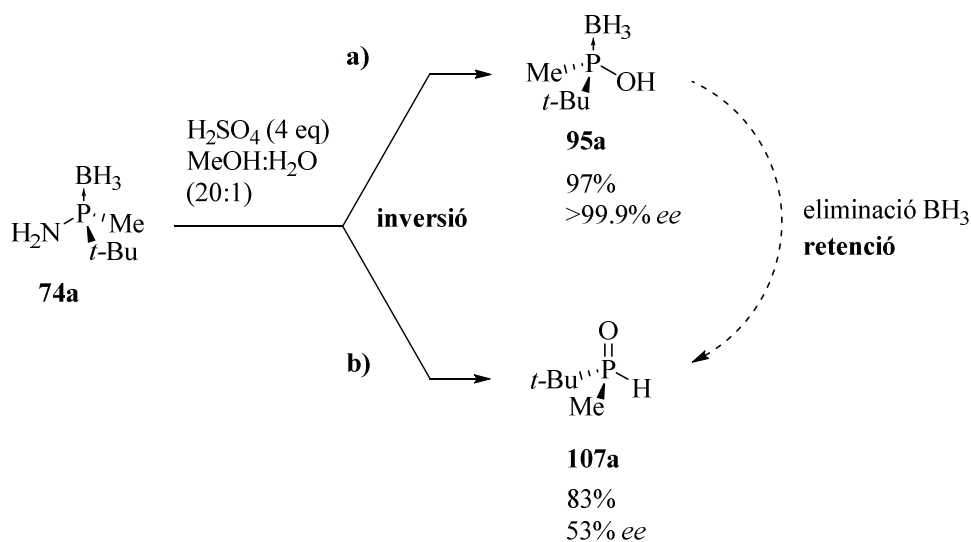 BH₃
H₂N
P
Me
t-Bu
74a
H₂SO₄ (4 eq)
MeOH:H₂O
(20:1)
inversió
a)
BH₃
Me
P
OH
t-Bu
95a
97%
>99.9% ee
eliminació BH₃
retenció
b)
O
t-Bu
P
H
Me
107a
83%
53% ee